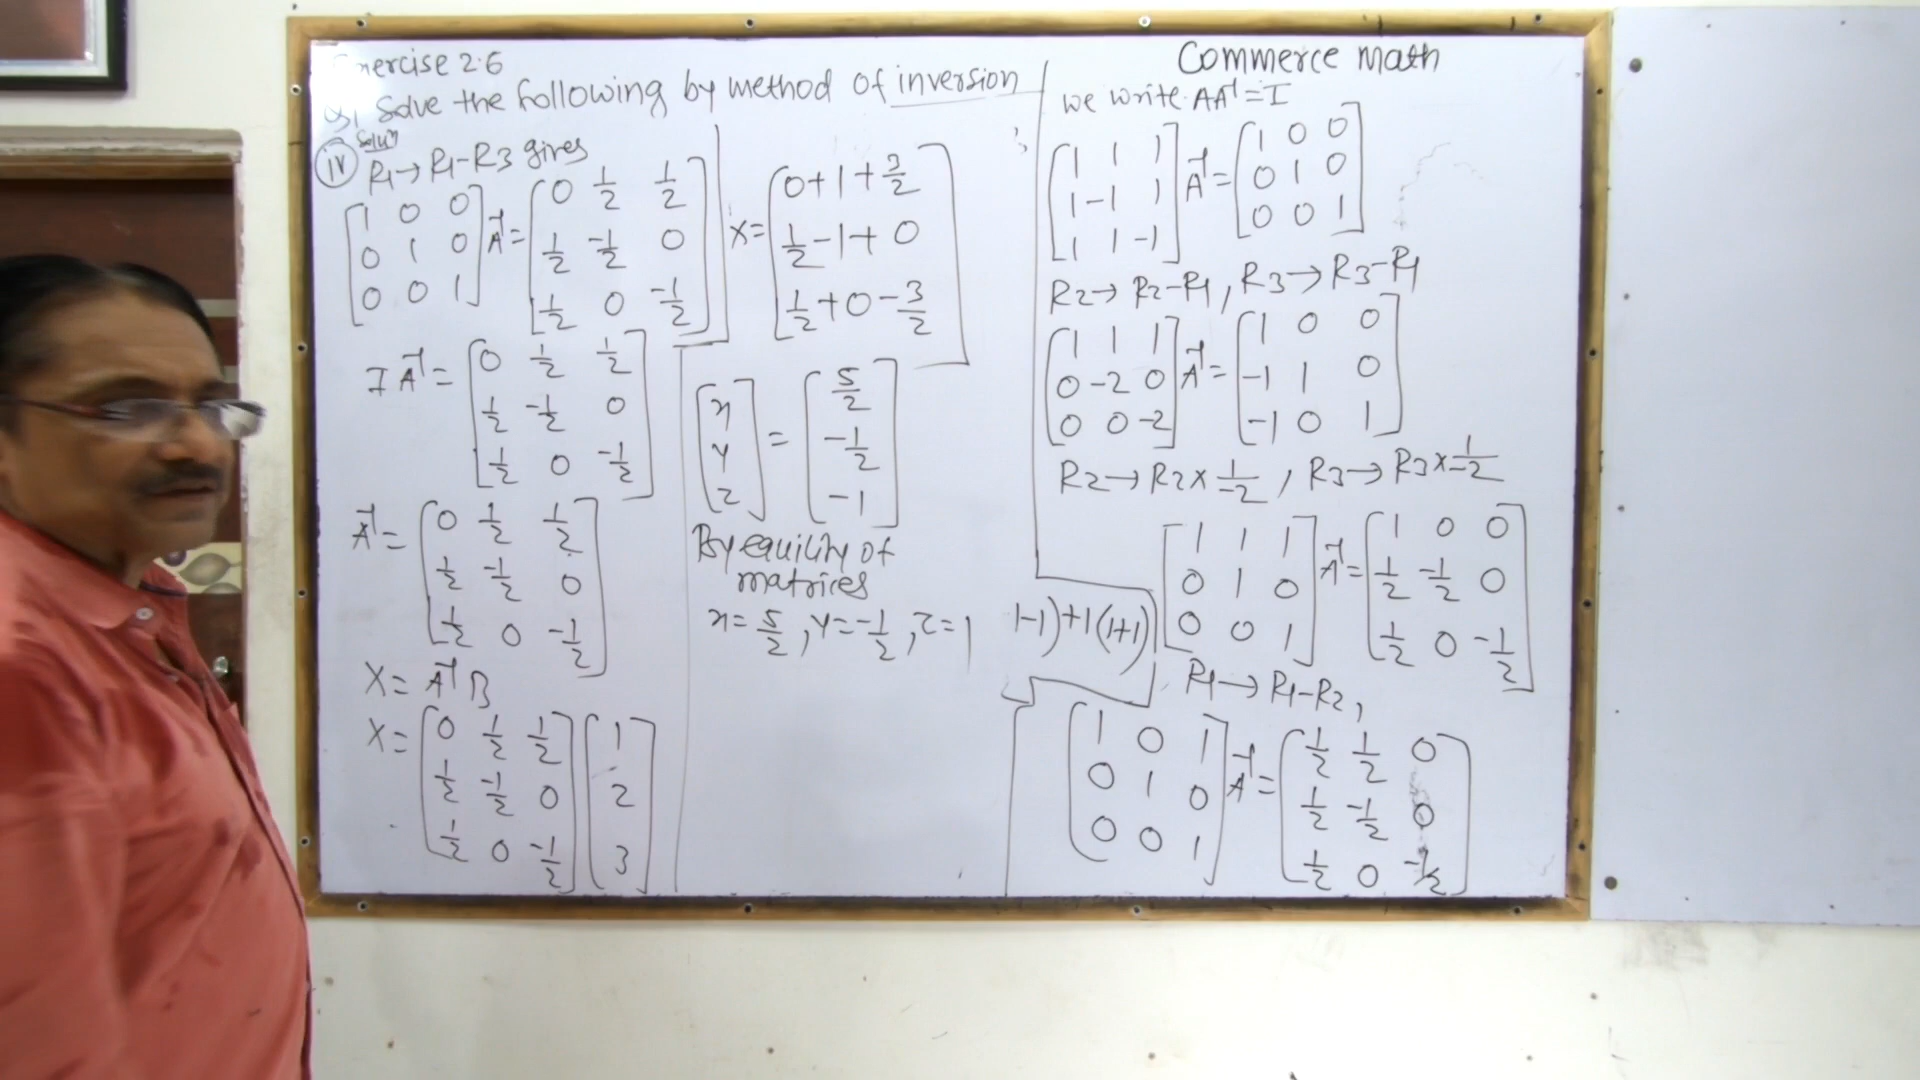 Exercise 2.6
Q1 Solve the following by method of inversion
Commerce Math
iv Soluⁿ
R1→R1-R3 gives
[1 0 0
0 1 0
0 0 1] A⁻¹ = [0 1/2 1/2
1/2 -1/2 0
1/2 0 -1/2]
I A⁻¹ = [0 1/2 1/2
1/2 -1/2 0
1/2 0 -1/2]
A⁻¹ = [0 1/2 1/2
1/2 -1/2 0
1/2 0 -1/2]
X = A⁻¹ B
X = [0 1/2 1/2
1/2 -1/2 0
1/2 0 -1/2] [1
2
3]
X = [0+1+3/2
1/2-1+0
1/2+0-3/2]
[x
y
z] = [5/2
-1/2
-1]
By equility of
matrices
x=5/2, y=-1/2, z=1
we write AA⁻¹=I
[1 1 1
1 -1 1
1 1 -1] A⁻¹ = [1 0 0
0 1 0
0 0 1]
R2→R2-R1, R3→R3-R1
[1 1 1
0 -2 0
0 0 -2] A⁻¹ = [1 0 0
-1 1 0
-1 0 1]
R2→R2×1/-2, R3→R3×1/-2
[1 1 1
0 1 0
0 0 1] A⁻¹ = [1 0 0
1/2 -1/2 0
1/2 0 -1/2]
1-1)+1(1+1)
R1→R1-R2,
[1 0 1
0 1 0
0 0 1] A⁻¹ = [1/2 1/2 0
1/2 -1/2 0
1/2 0 -1/2]